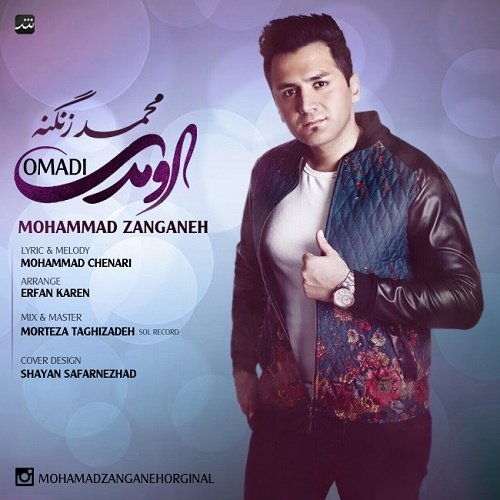 محمد زنگنه
اومدی
OMADI
MOHAMMAD ZANGANEH
LYRIC & MELODY
MOHAMMAD CHENARI
ARRANGE
ERFAN KAREN
MIX & MASTER
MORTEZA TAGHIZADEH SOL RECORD
COVER DESIGN
SHAYAN SAFARNEZHAD
MOHAMADZANGANEHORGINAL